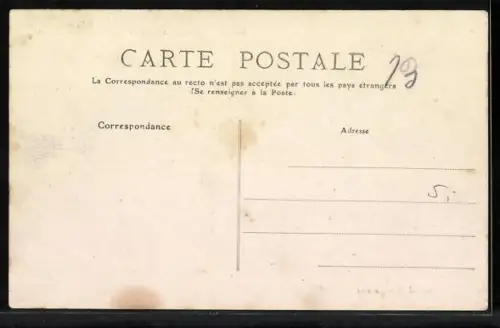 CARTE POSTALE
La Correspondance au recto n'est pas acceptée par tous les pays étrangers
(Se renseigner à la Poste.
Correspondance
Adresse
5,-